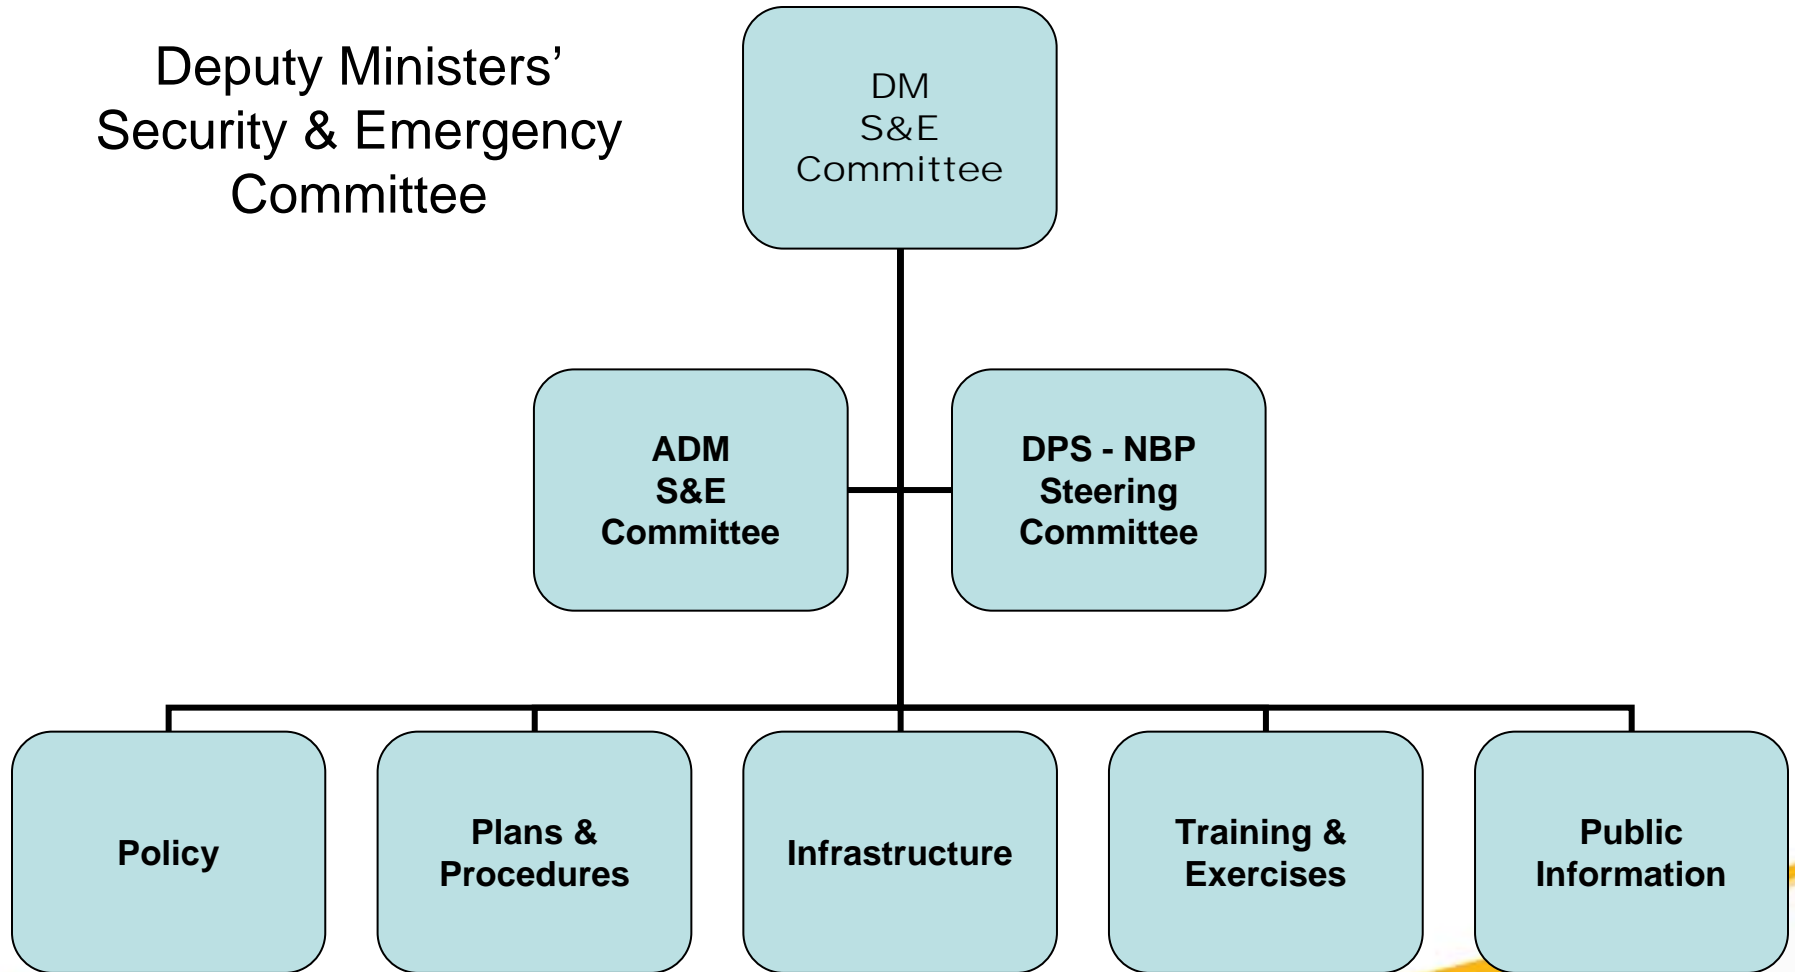 Deputy Ministers’
Security & Emergency
Committee
DM
S&E
Committee
ADM
S&E
Committee
DPS - NBP
Steering
Committee
Policy
Plans &
Procedures
Infrastructure
Training &
Exercises
Public
Information